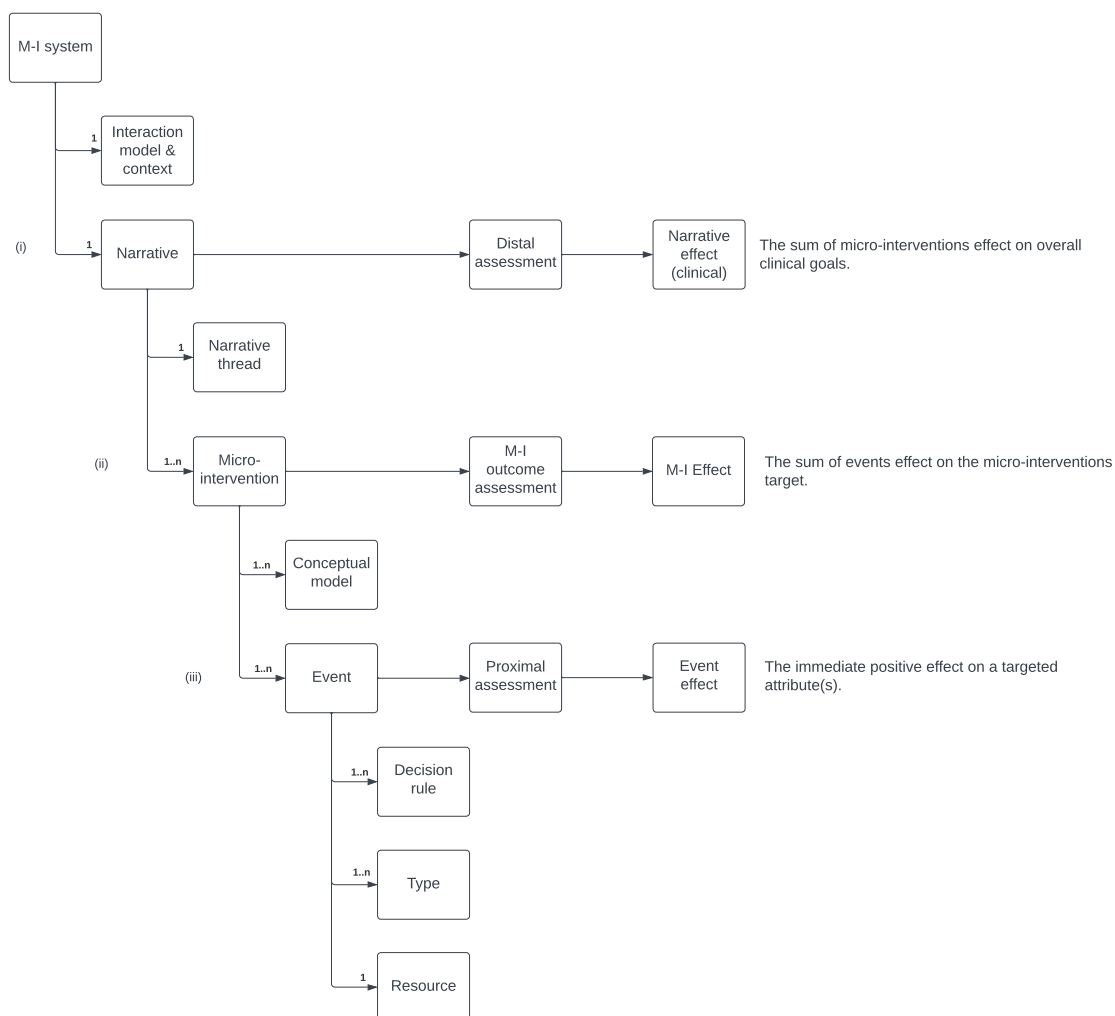 M-I system
1
Interaction
model &
context
(i)
1
Narrative
Distal
assessment
Narrative
effect
(clinical)
The sum of micro-interventions effect on overall
clinical goals.
1
Narrative
thread
(ii)
1..n
Micro-
intervention
M-I
outcome
assessment
M-I Effect
The sum of events effect on the micro-interventions
target.
1..n
Conceptual
model
(iii)
1..n
Event
Proximal
assessment
Event
effect
The immediate positive effect on a targeted
attribute(s).
1..n
Decision
rule
1..n
Type
1
Resource